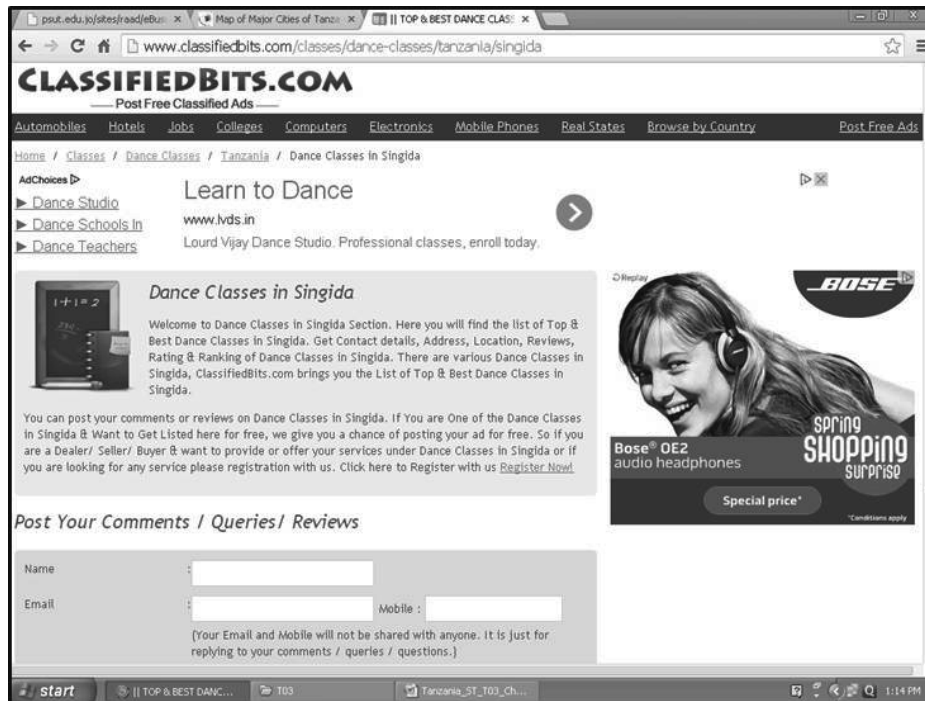 psut.edu.jo/sites/raad/eBus
Map of Major Cities of Tanza
|| TOP & BEST DANCE CLAS
www.classifiedbits.com/classes/dance-classes/tanzania/singida
CLASSIFIEDBITS.COM
Post Free Classified Ads
Automobiles Hotels Jobs Colleges Computers Electronics Mobile Phones Real States Browse by Country Post Free Ads
Home / Classes / Dance Classes / Tanzania / Dance Classes in Singida
AdChoices
Dance Studio
Dance Schools In
Dance Teachers
Learn to Dance
www.lvds.in
Lourd Vijay Dance Studio. Professional classes, enroll today.
1+1=2
Dance Classes in Singida
Welcome to Dance Classes in Singida Section. Here you will find the list of Top &
Best Dance Classes in Singida. Get Contact details, Address, Location, Reviews,
Rating & Ranking of Dance Classes in Singida. There are various Dance Classes in
Singida, ClassifiedBits.com brings you the List of Top & Best Dance Classes in
Singida.
You can post your comments or reviews on Dance Classes in Singida. If You are One of the Dance Classes
in Singida & Want to Get Listed here for free, we give you a chance of posting your ad for free. So if you
are a Dealer/ Seller/ Buyer & want to provide or offer your services under Dance Classes in Singida or if
you are looking for any service please registration with us. Click here to Register with us Register Now!
Replay
BOSE
Bose® OE2
audio headphones
spring
SHOPPING
SURPRISE
Special price*
*Conditions apply
Post Your Comments / Queries/ Reviews
Name :
Email : Mobile :
(Your Email and Mobile will not be shared with anyone. It is just for
replying to your comments / queries / questions.)
start || TOP & BEST DANC... T03 Tanzania_ST_T03_Ch... 1:14 PM